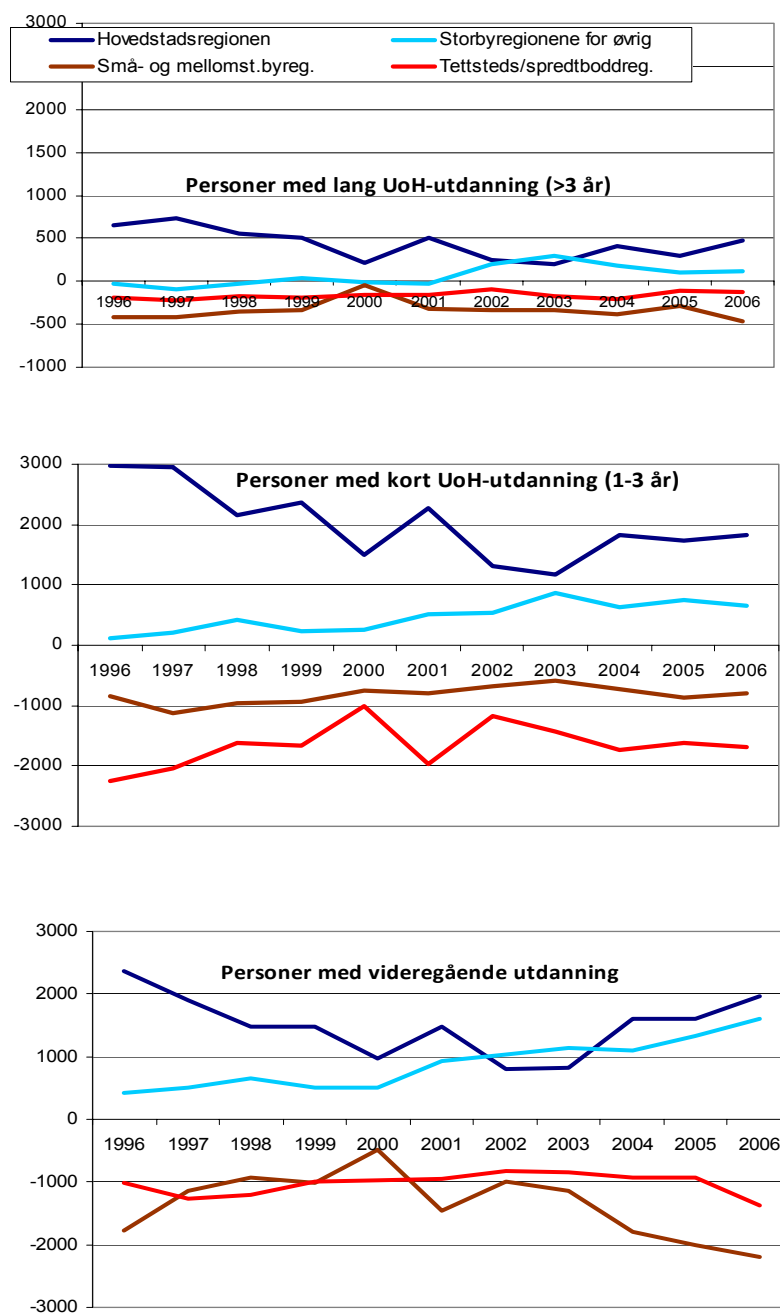 3000
Hovedstadsregionen Storbyregionene for øvrig
Små- og mellomst.byreg. Tettsteds/spredtboddreg.
2000
1500
1000
Personer med lang UoH-utdanning (>3 år)
500
0
1996 1997 1998 1999 2000 2001 2002 2003 2004 2005 2006
-500
-1000
3000
Personer med kort UoH-utdanning (1-3 år)
2000
1000
0
1996 1997 1998 1999 2000 2001 2002 2003 2004 2005 2006
-1000
-2000
-3000
3000
Personer med videregående utdanning
2000
1000
0
1996 1997 1998 1999 2000 2001 2002 2003 2004 2005 2006
-1000
-2000
-3000